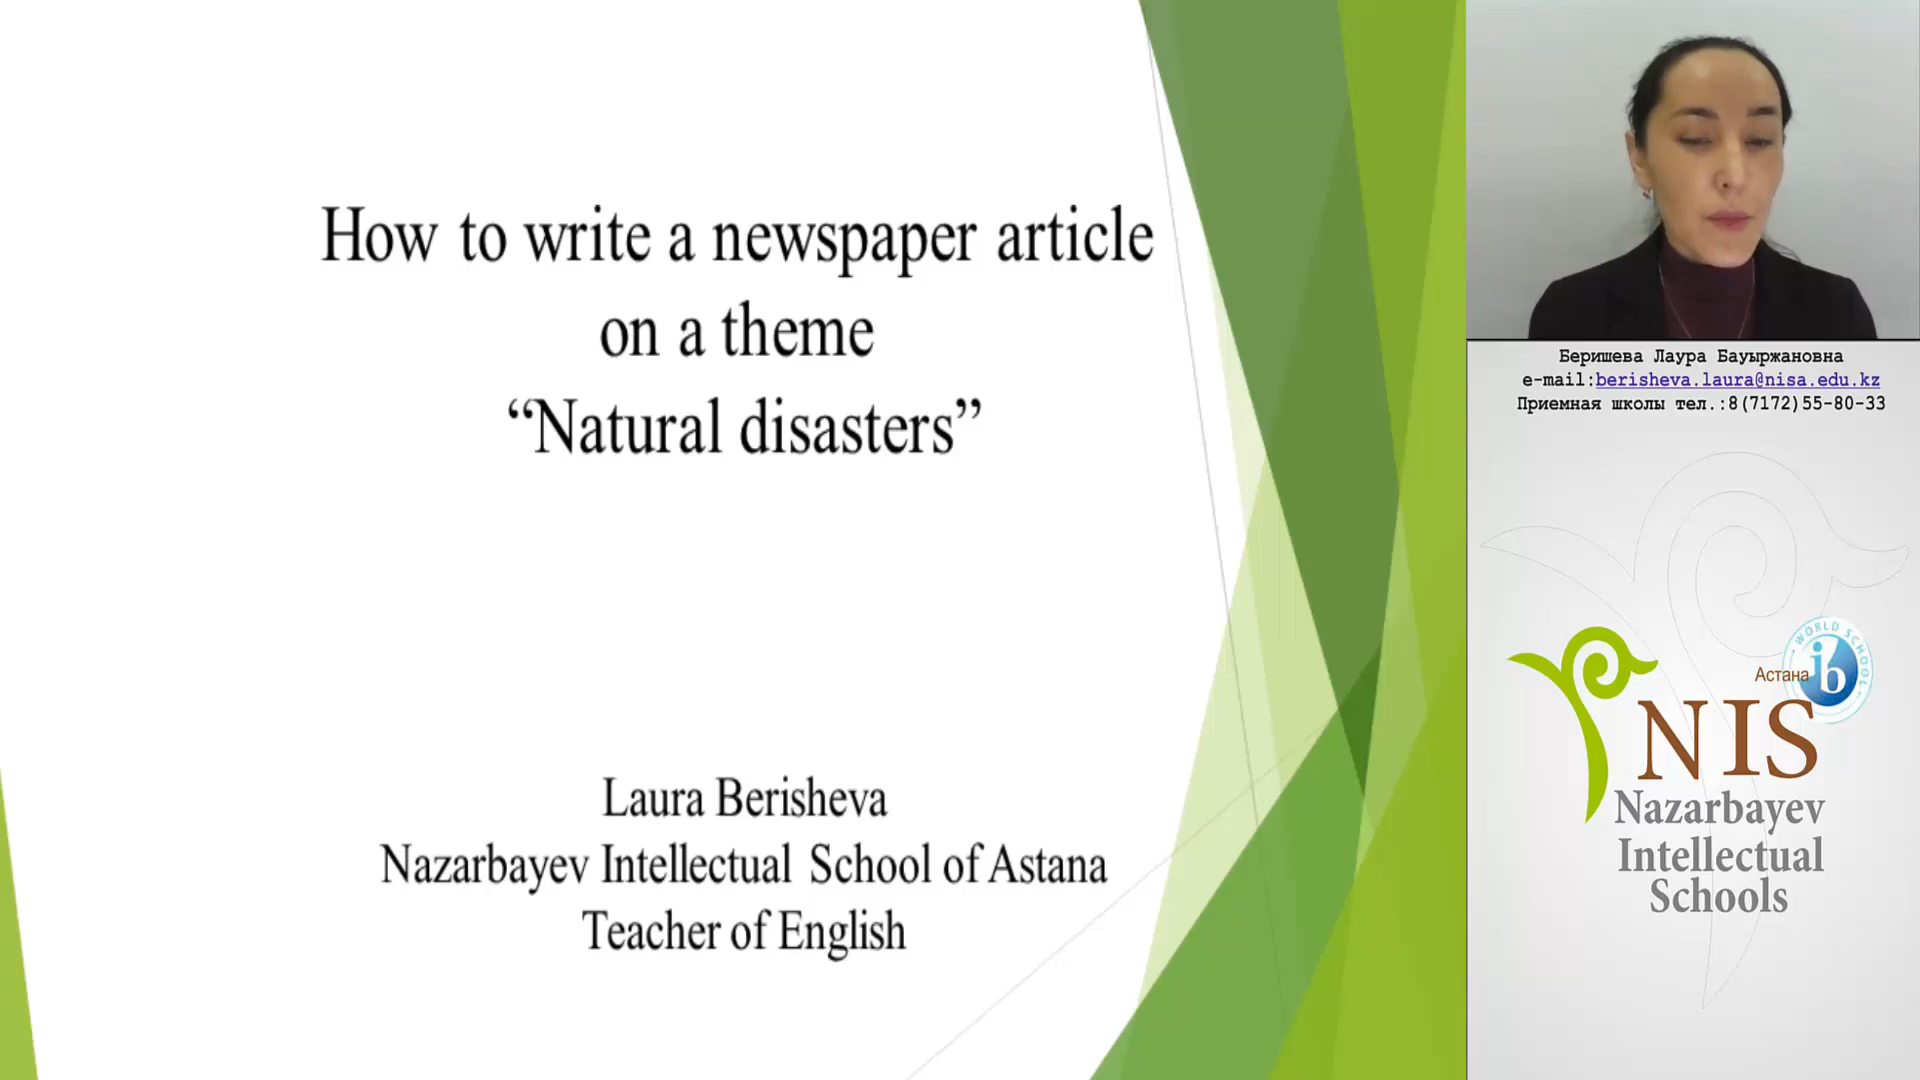 How to write a newspaper article
on a theme
“Natural disasters”
Laura Berisheva
Nazarbayev Intellectual School of Astana
Teacher of English
Беришева Лаура Бауыржановна
e-mail:berisheva.laura@nisa.edu.kz
Приемная школы тел.:8(7172)55-80-33
WORLD SCHOOL
ib
Астана
NIS
Nazarbayev
Intellectual
Schools